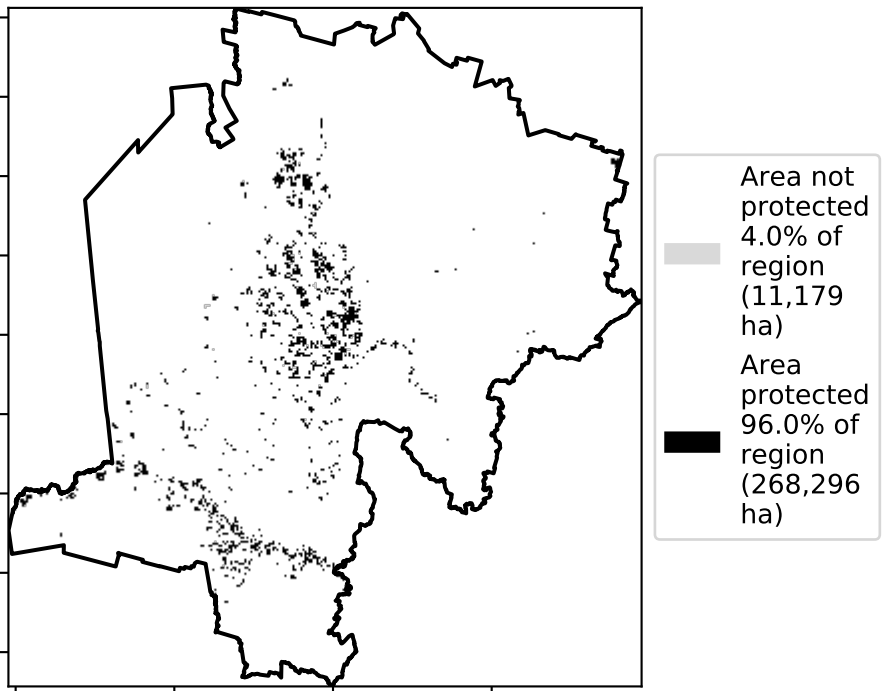 Area not
protected
4.0% of
region
(11,179
ha)
Area
protected
96.0% of
region
(268,296
ha)